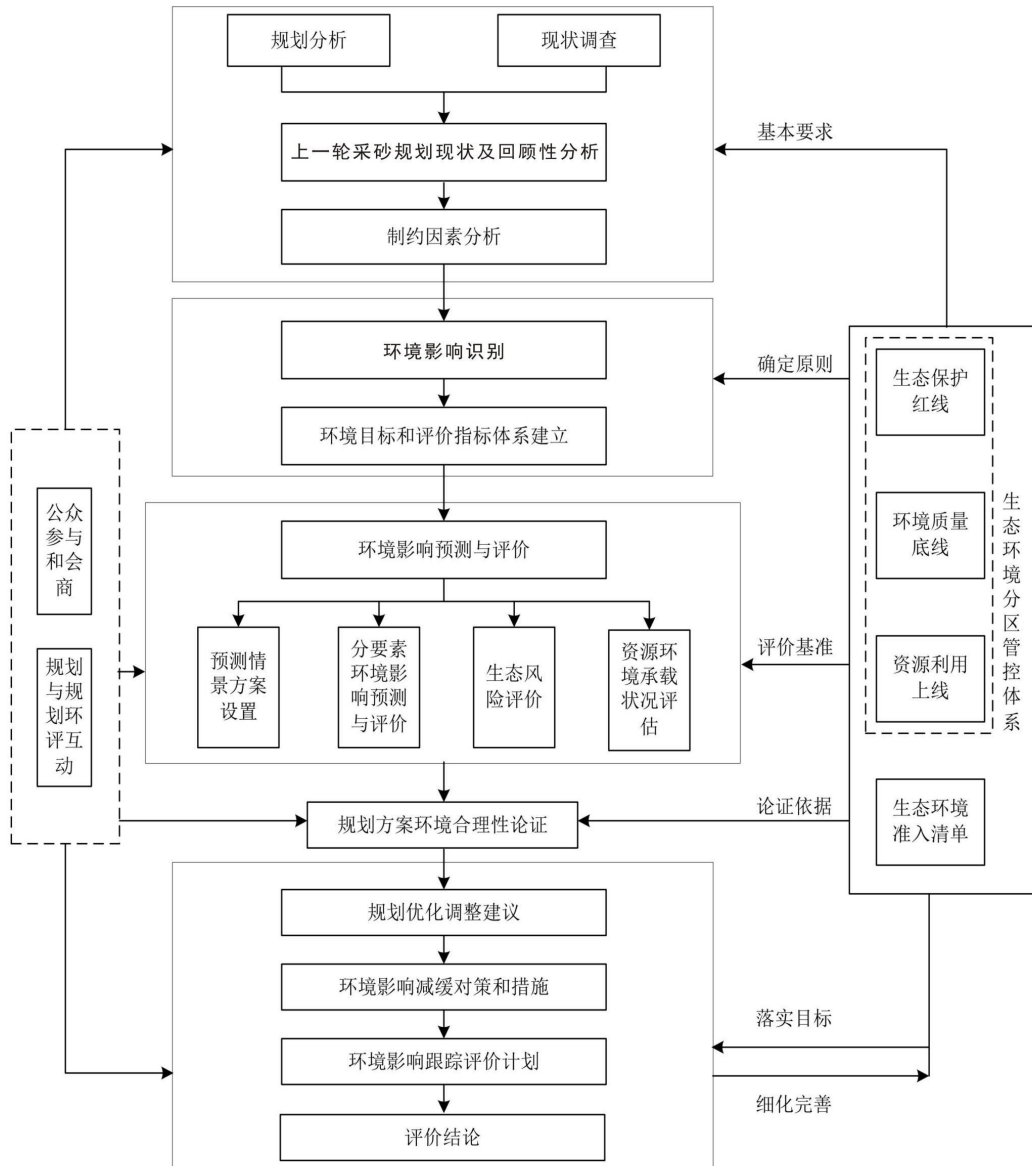 规划分析
现状调查
基本要求
上一轮采砂规划现状及回顾性分析
制约因素分析
环境影响识别
确定原则
生态保护
红线
环境目标和评价指标体系建立
公众
参与
和会
商
环境影响预测与评价
环境质量
底线
生态环境分区管控体系
预测情
景方案
设置
分要素
环境影
响预测
与评价
生态风
险评价
资源环
境承载
状况评
估
评价基准
资源利用
上线
规划
与规
划环
评互
动
规划方案环境合理性论证
论证依据
生态环境
准入清单
规划优化调整建议
环境影响减缓对策和措施
落实目标
环境影响跟踪评价计划
细化完善
评价结论